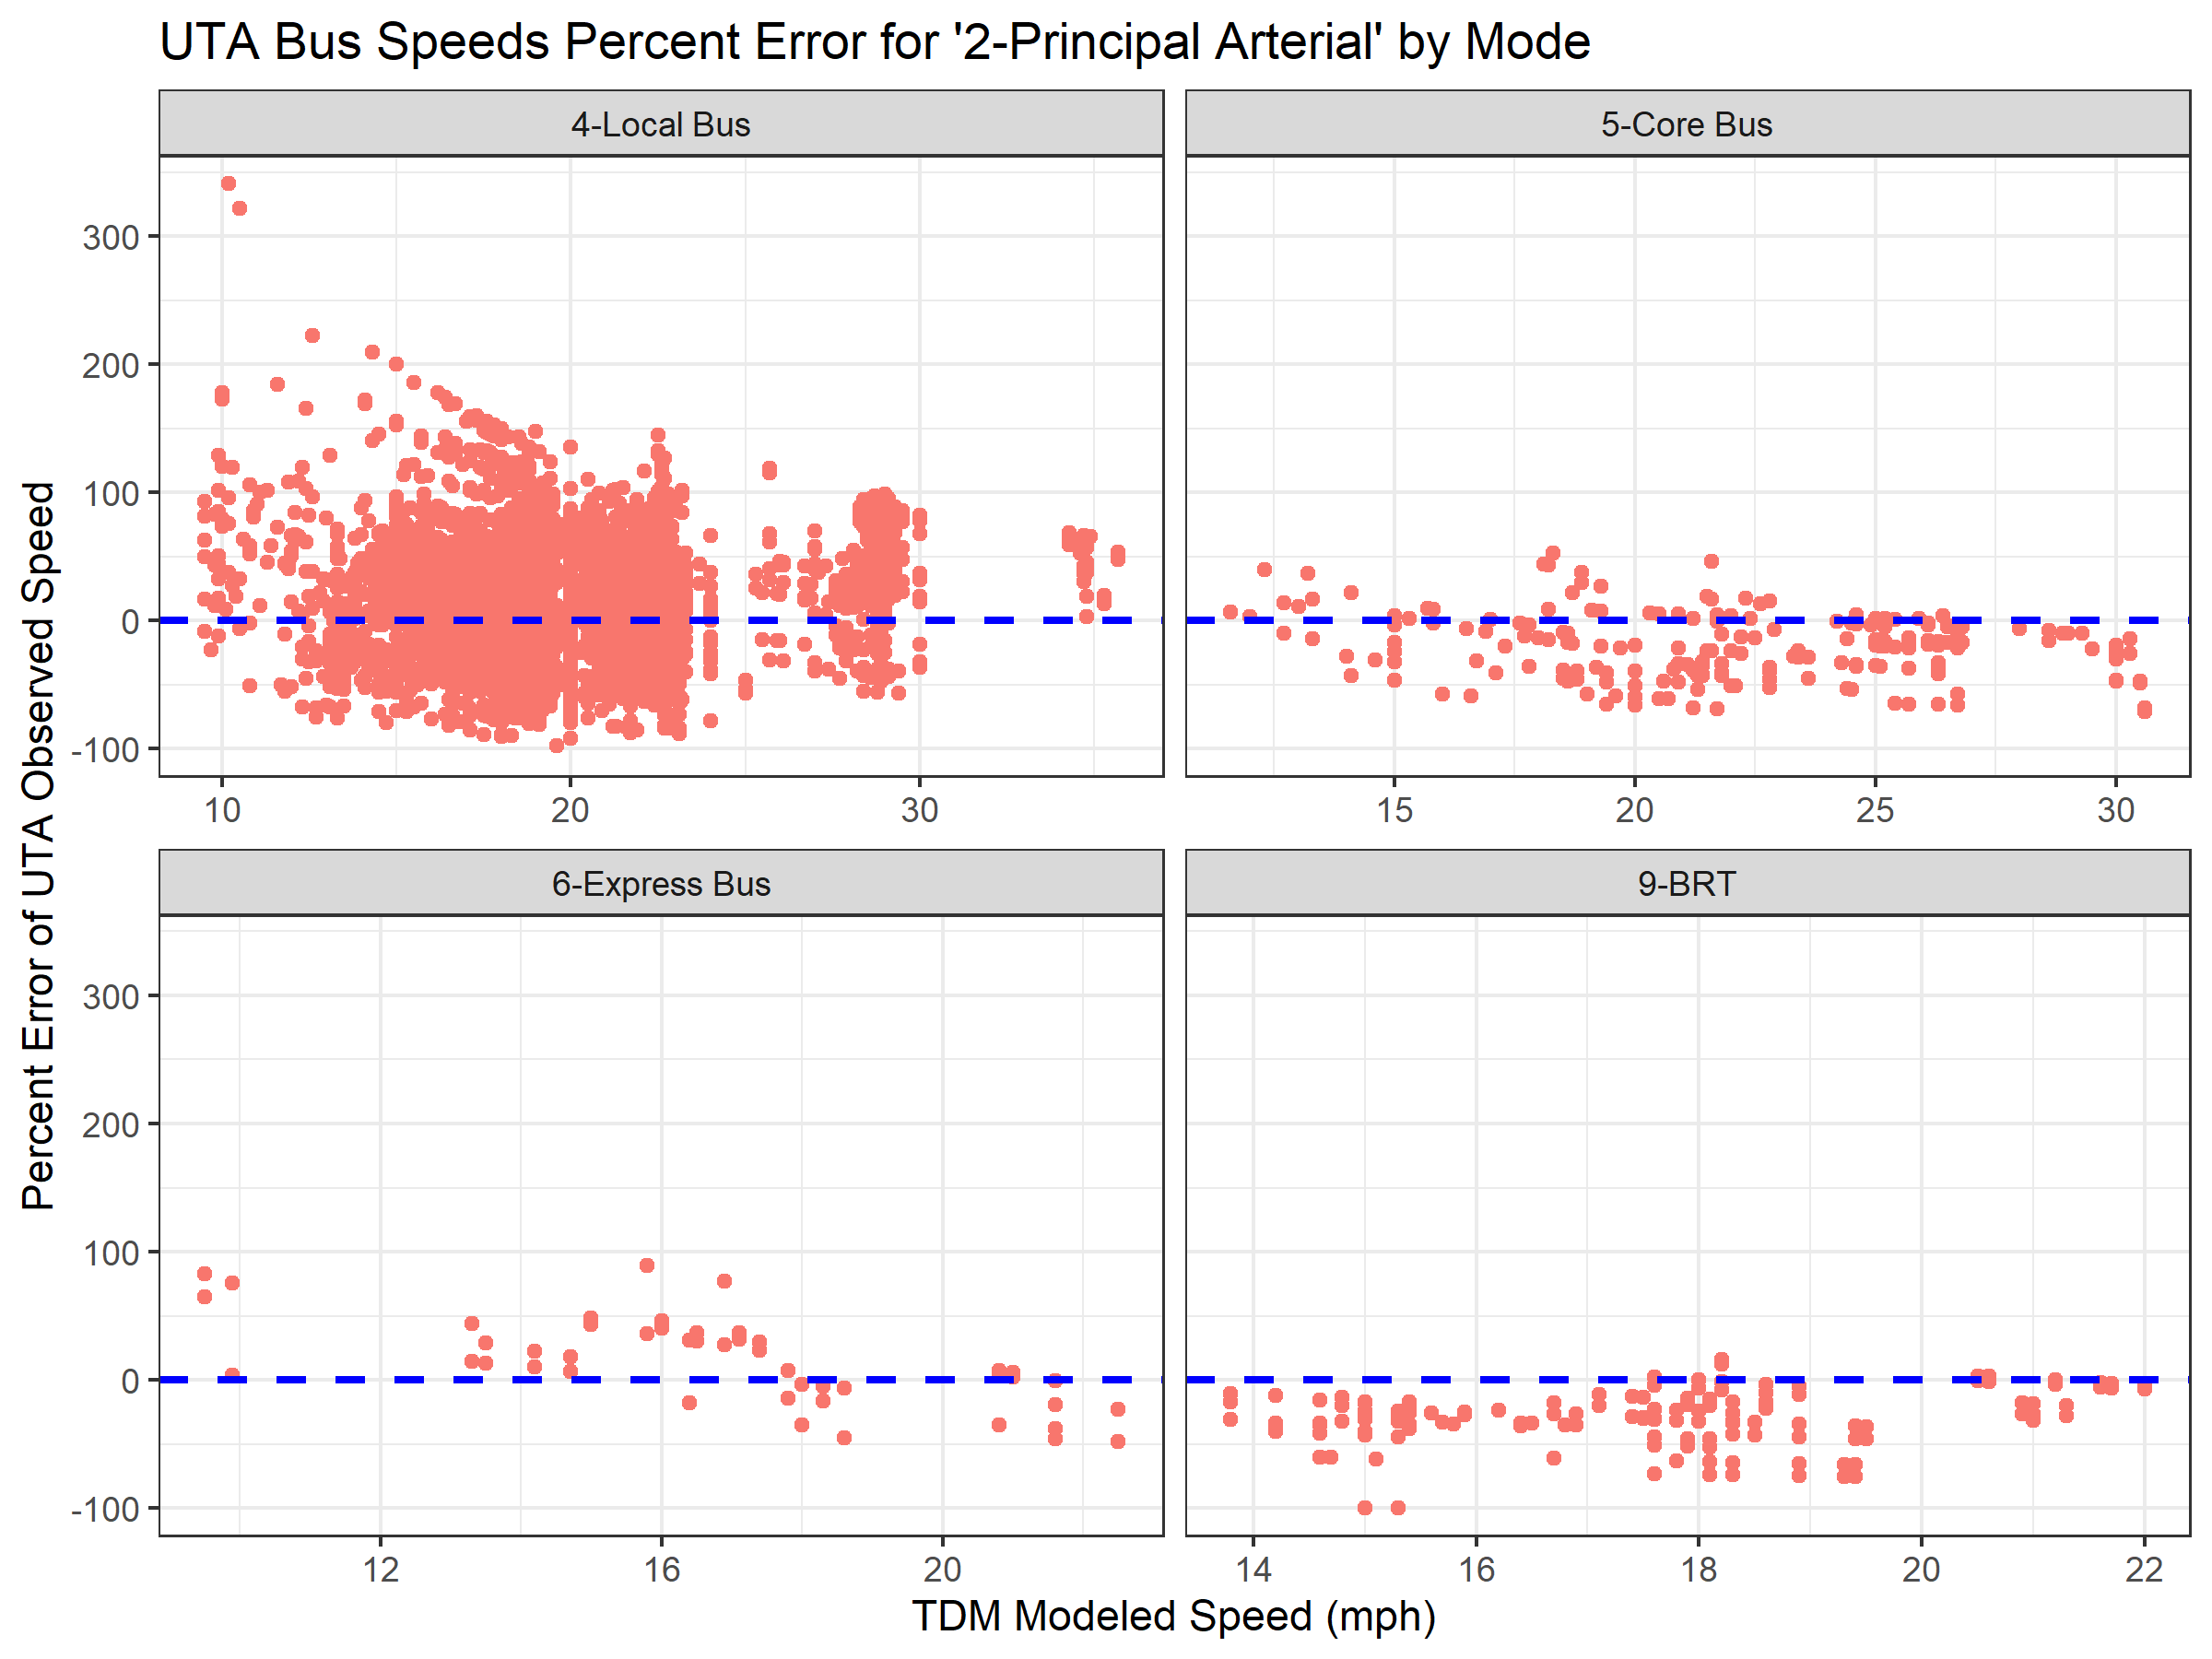 UTA Bus Speeds Percent Error for '2-Principal Arterial' by Mode
4-Local Bus
5-Core Bus
300
200
100
0
-100
10 20 30
15 20 25 30
Percent Error of UTA Observed Speed
6-Express Bus
9-BRT
300
200
100
0
-100
12 16 20
14 16 18 20 22
TDM Modeled Speed (mph)